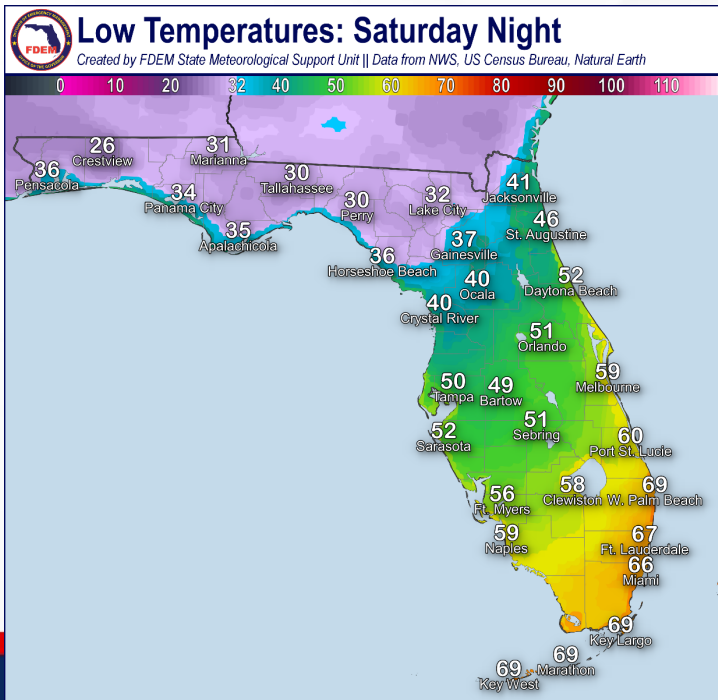 FDEM
Low Temperatures: Saturday Night
Created by FDEM State Meteorological Support Unit || Data from NWS, US Census Bureau, Natural Earth
0 10 20 32 40 50 60 70 80 90 100 110
26
Crestview
31
Marianna
36
Pensacola
34
Panama City
30
Tallahassee
30
Perry
32
Lake City
41
Jacksonville
35
Apalachicola
46
St. Augustine
36
Horseshoe Beach
37
Gainesville
40
Ocala
52
Daytona Beach
40
Crystal River
51
Orlando
50
Tampa
49
Bartow
59
Melbourne
52
Sarasota
51
Sebring
60
Port St. Lucie
56
Ft. Myers
58
Clewiston
69
W. Palm Beach
59
Naples
67
Ft. Lauderdale
66
Miami
69
Key Largo
69
Marathon
69
Key West